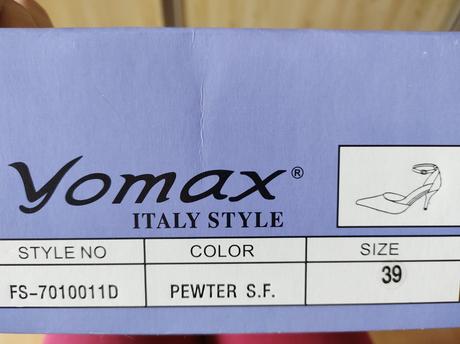 Yomax®
ITALY STYLE
STYLE NO COLOR SIZE
FS-7010011D PEWTER S.F. 39